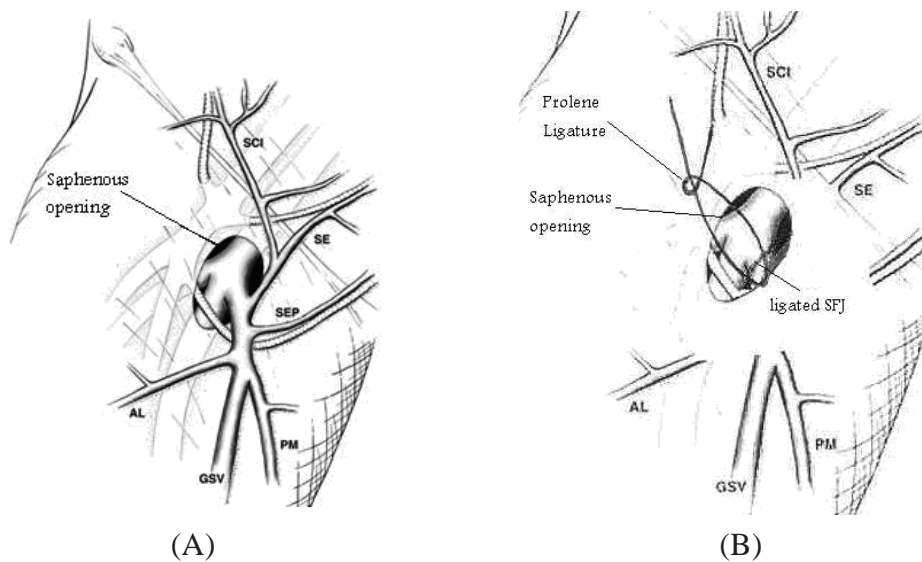 SCI
Saphenous
opening
SE
SEP
AL
PM
GSV
(A)
SCI
Prolene
Ligature
SE
Saphenous
opening
ligated SFJ
AL
PM
GSV
(B)